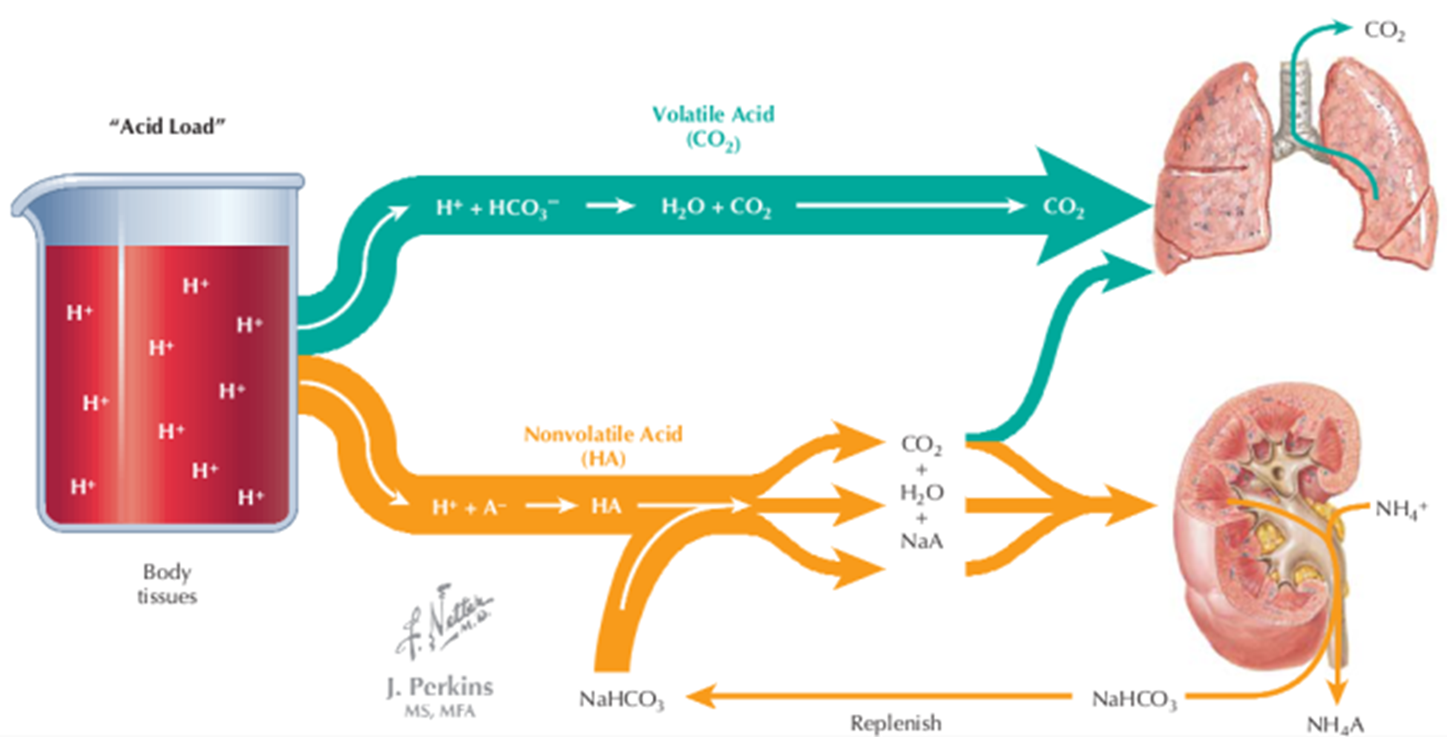 “Acid Load”
H⁺
H⁺
H⁺
H⁺
H⁺
H⁺
H⁺
H⁺
H⁺
H⁺
Body
tissues
Volatile Acid
(CO₂)
H⁺ + HCO₃⁻ → H₂O + CO₂ → CO₂
CO₂
Nonvolatile Acid
(HA)
H⁺ + A⁻ → HA
CO₂
+
H₂O
+
NaA
NH₄⁺
NaHCO₃
Replenish
NaHCO₃
NH₄A
f. Netter
M.D.
J. Perkins
MS, MFA